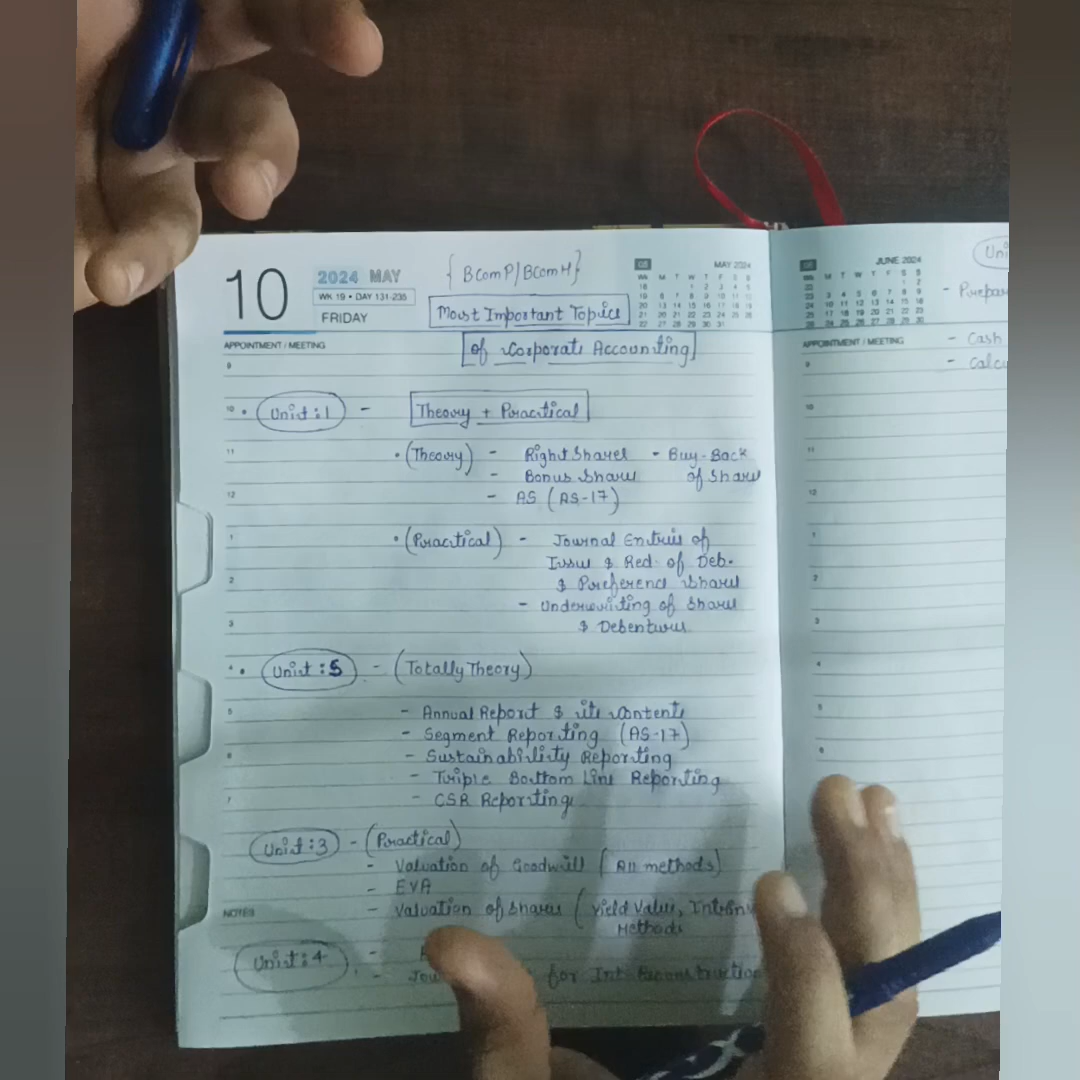 10
2024 MAY
WK 19 • DAY 131-235
FRIDAY
{BComP/BComH}
Most Important Topics
of Corporate Accounting
MAY 2024
APPOINTMENT / MEETING
• Unit:1 - Theory + Practical
• (Theory) - Right Shares - Buy-Back
- Bonus Shares of Shares
- AS (AS-17)
• (Practical) - Journal Entries of
Issue & Red. of Deb.
& Preference Shares
- Underwriting of Shares
& Debentures
• Unit:5 - (Totally Theory)
- Annual Report & its contents
- Segment Reporting (AS-17)
- Sustainability Reporting
- Triple Bottom Line Reporting
- CSR Reporting
Unit:3 - (Practical)
- Valuation of Goodwill (All methods)
- EVA
- Valuation of Shares (Yield Value,
Methods
NOTES
Unit:4 -
- for Int Reconstruction
JUNE 2024
APPOINTMENT / MEETING
- Cash